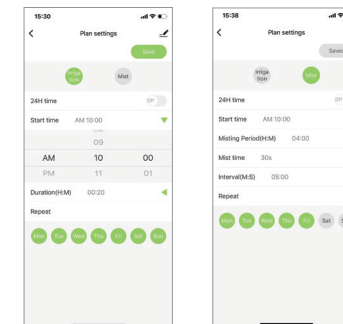 15:30
Plan settings
Save
Irriga
tion
Mist
24H time
Off
Start time AM 10:00
09
AM 10 00
PM 11 01
Duration(H:M) 00:20
Repeat
Mon Tue Wed Thu Fri Sat Sun
15:38
Plan settings
Saved
Irriga
tion
Mist
24H time
Off
Start time AM 10:00
Misting Period(H:M) 04:00
Mist time 30s
Interval(M:S) 05:00
Repeat
Mon Tue Wed Thu Fri Sat S